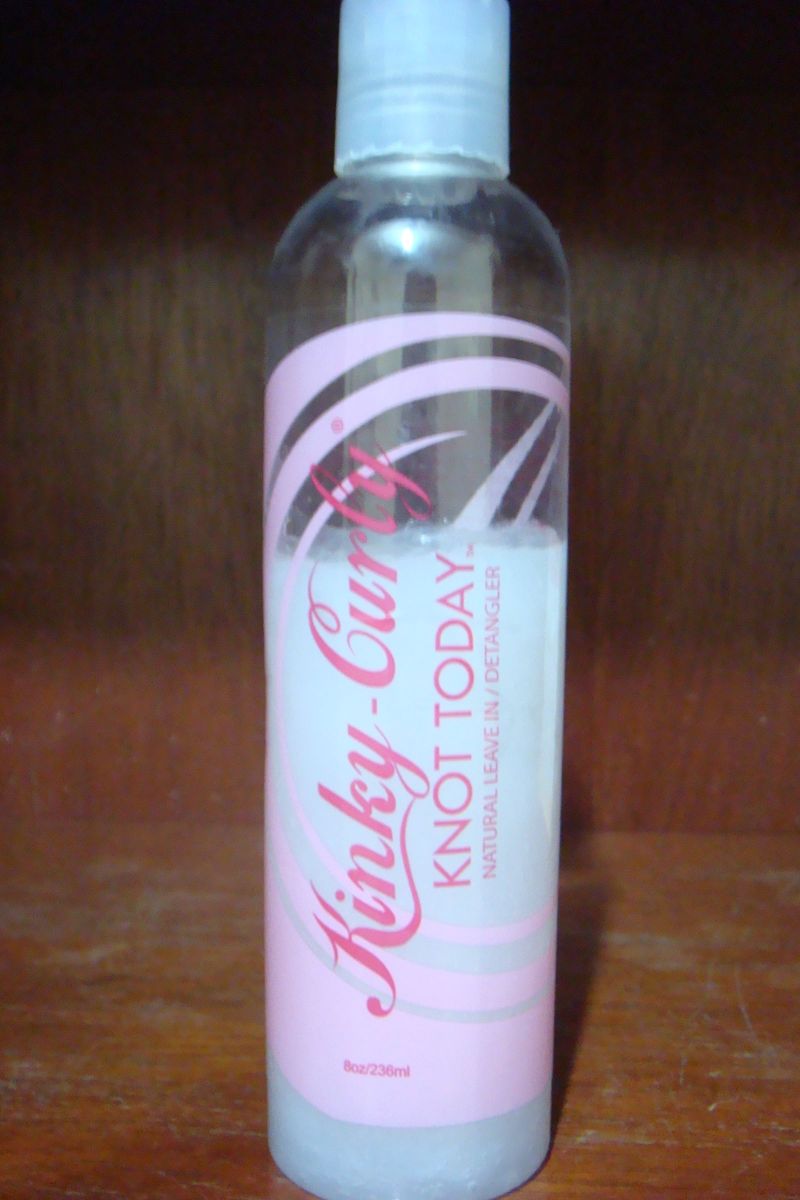 Kinky-Curly®
KNOT TODAY™
NATURAL LEAVE IN / DETANGLER
8oz/236ml